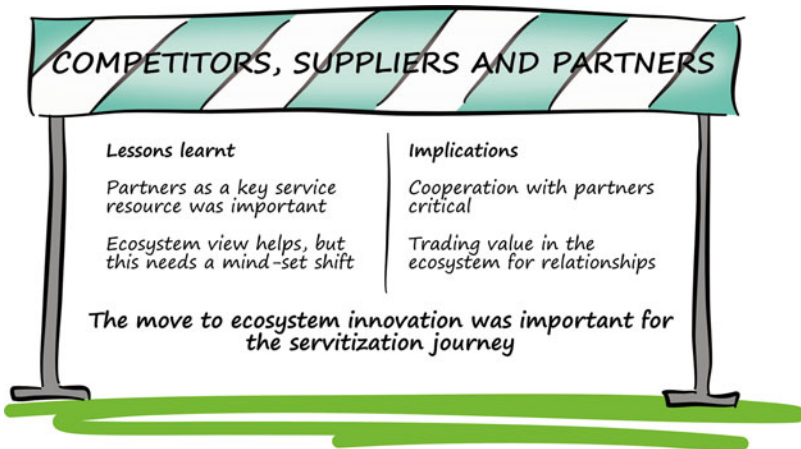 COMPETITORS, SUPPLIERS AND PARTNERS
Lessons learnt
Partners as a key service
resource was important
Ecosystem view helps, but
this needs a mind-set shift
Implications
Cooperation with partners
critical
Trading value in the
ecosystem for relationships
The move to ecosystem innovation was important for
the servitization journey